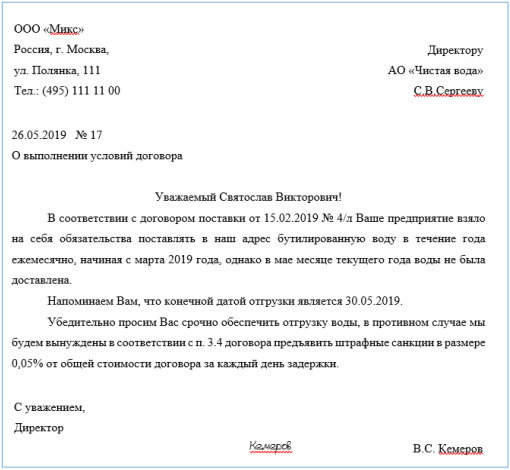 ООО «Микс»
Россия, г. Москва,
Директору
ул. Полянка, 111
АО «Чистая вода»
Тел.: (495) 111 11 00
С.В.Сергееву
26.05.2019 № 17
О выполнении условий договора
Уважаемый Святослав Викторович!
В соответствии с договором поставки от 15.02.2019 № 4/л Ваше предприятие взяло
на себя обязательства поставлять в наш адрес бутилированную воду в течение года
ежемесячно, начиная с марта 2019 года, однако в мае месяце текущего года воды не была
доставлена.
Напоминаем Вам, что конечной датой отгрузки является 30.05.2019.
Убедительно просим Вас срочно обеспечить отгрузку воды, в противном случае мы
будем вынуждены в соответствии с п. 3.4 договора предъявить штрафные санкции в размере
0,05% от общей стоимости договора за каждый день задержки.
С уважением,
Директор
Кемеров
В.С. Кемеров